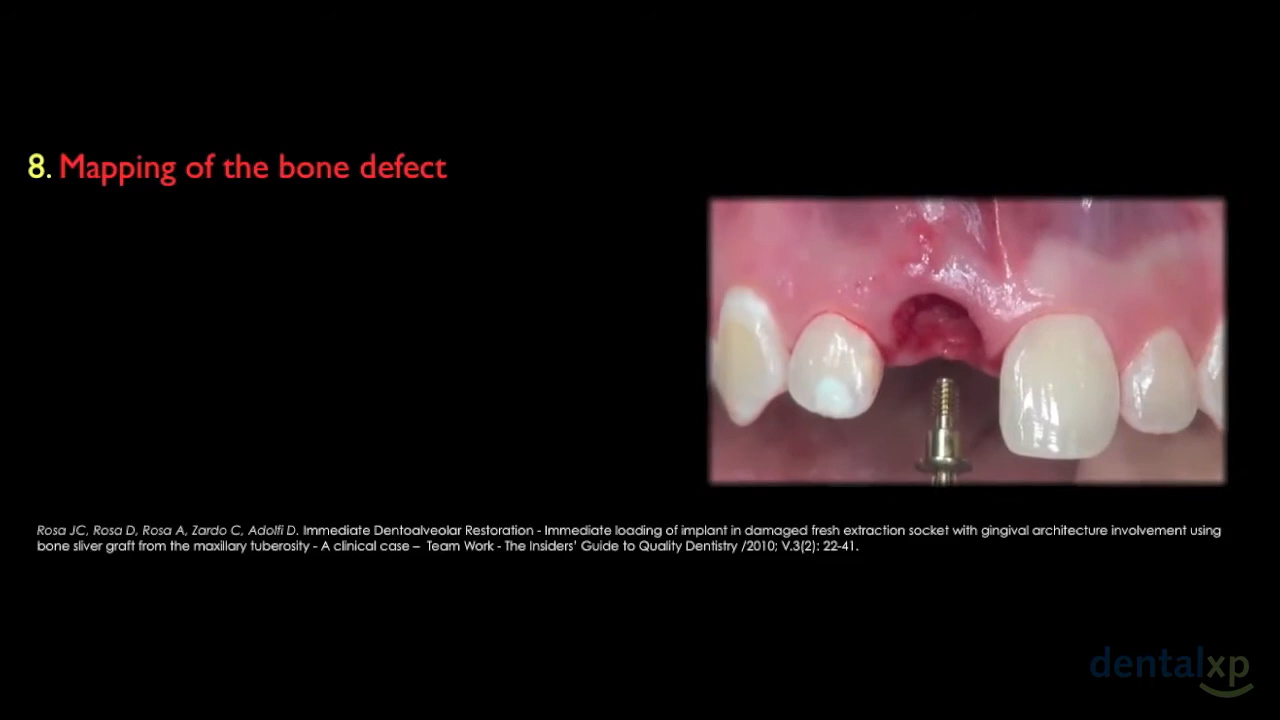 8. Mapping of the bone defect
Rosa JC, Rosa D, Rosa A, Zardo C, Adolfi D. Immediate Dentoalveolar Restoration - Immediate loading of implant in damaged fresh extraction socket with gingival architecture involvement using
bone sliver graft from the maxillary tuberosity - A clinical case – Team Work - The Insiders' Guide to Quality Dentistry /2010; V.3(2): 22-41.
dentalxp